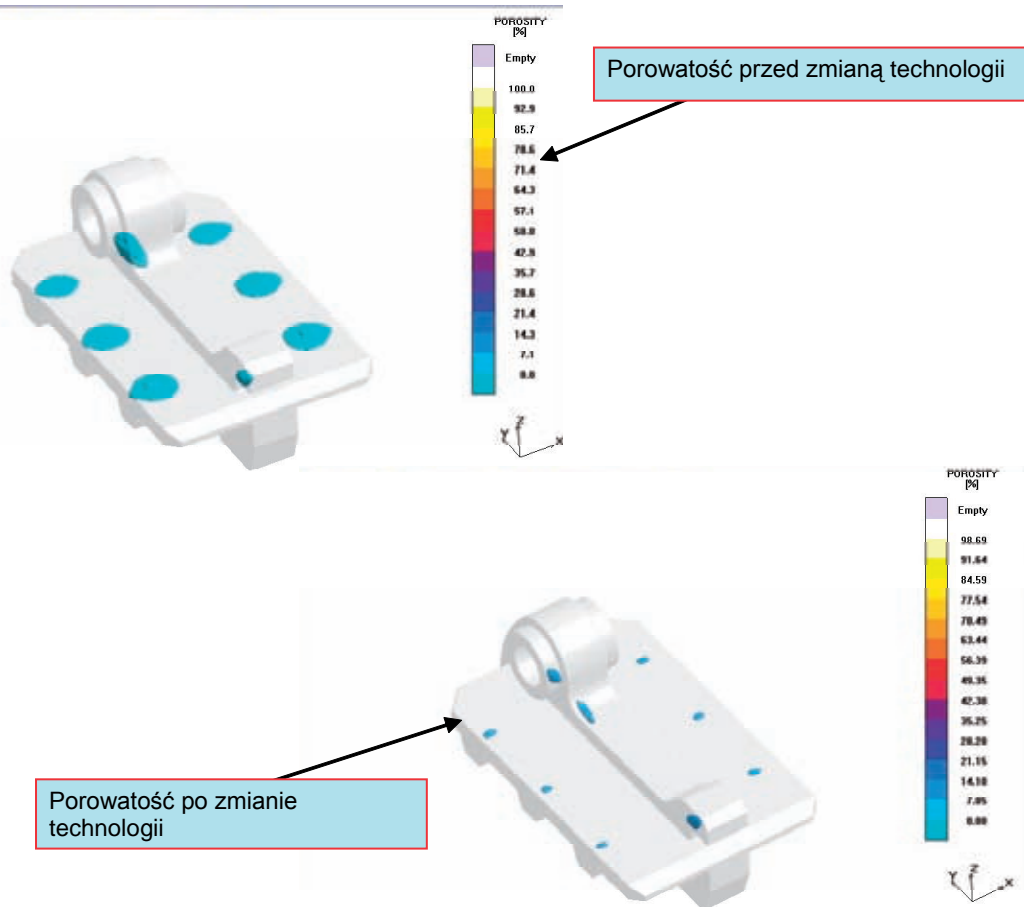 POROSITY
[%]
Empty
100.0
92.9
85.7
78.6
71.4
64.3
57.1
50.0
42.9
35.7
28.6
21.4
14.3
7.1
0.0
Porowatość przed zmianą technologii
Z
Y
X
POROSITY
[%]
Empty
98.69
91.64
84.59
77.54
70.49
63.44
56.39
49.35
42.30
35.25
28.20
21.15
14.10
7.05
0.00
Porowatość po zmianie
technologii
Z
Y
X